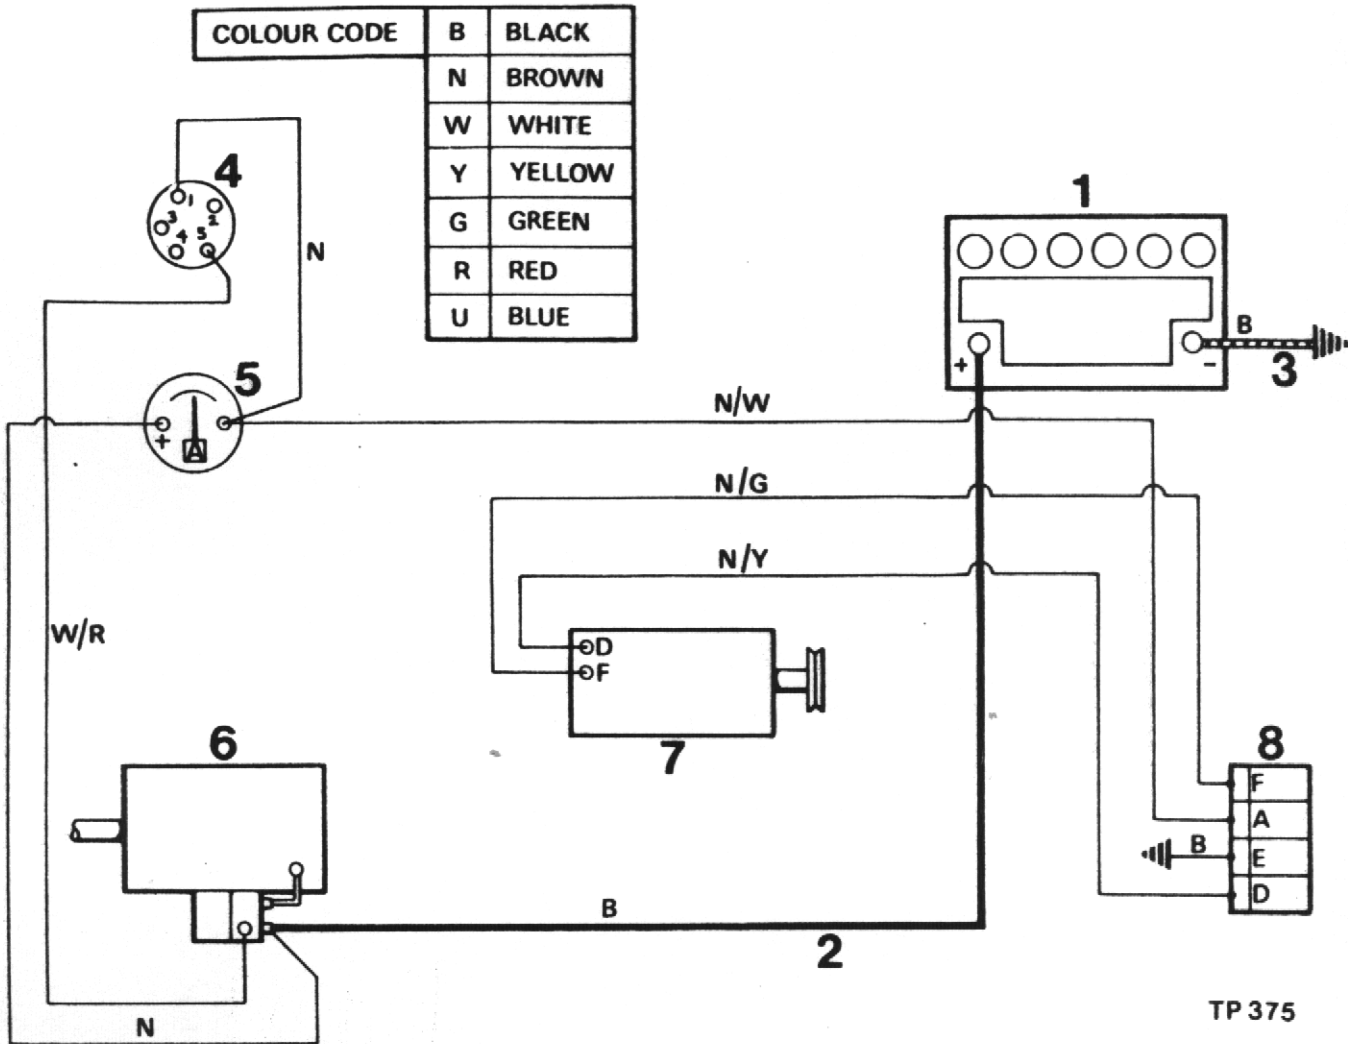 COLOUR CODE B BLACK
N BROWN
W WHITE
Y YELLOW
G GREEN
R RED
U BLUE
4
1
2
3
4 5
N
5
+
A
1
+
-
B
3
N/W
N/G
N/Y
W/R
D
F
7
6
8
F
A
B
E
D
B
2
N
TP 375